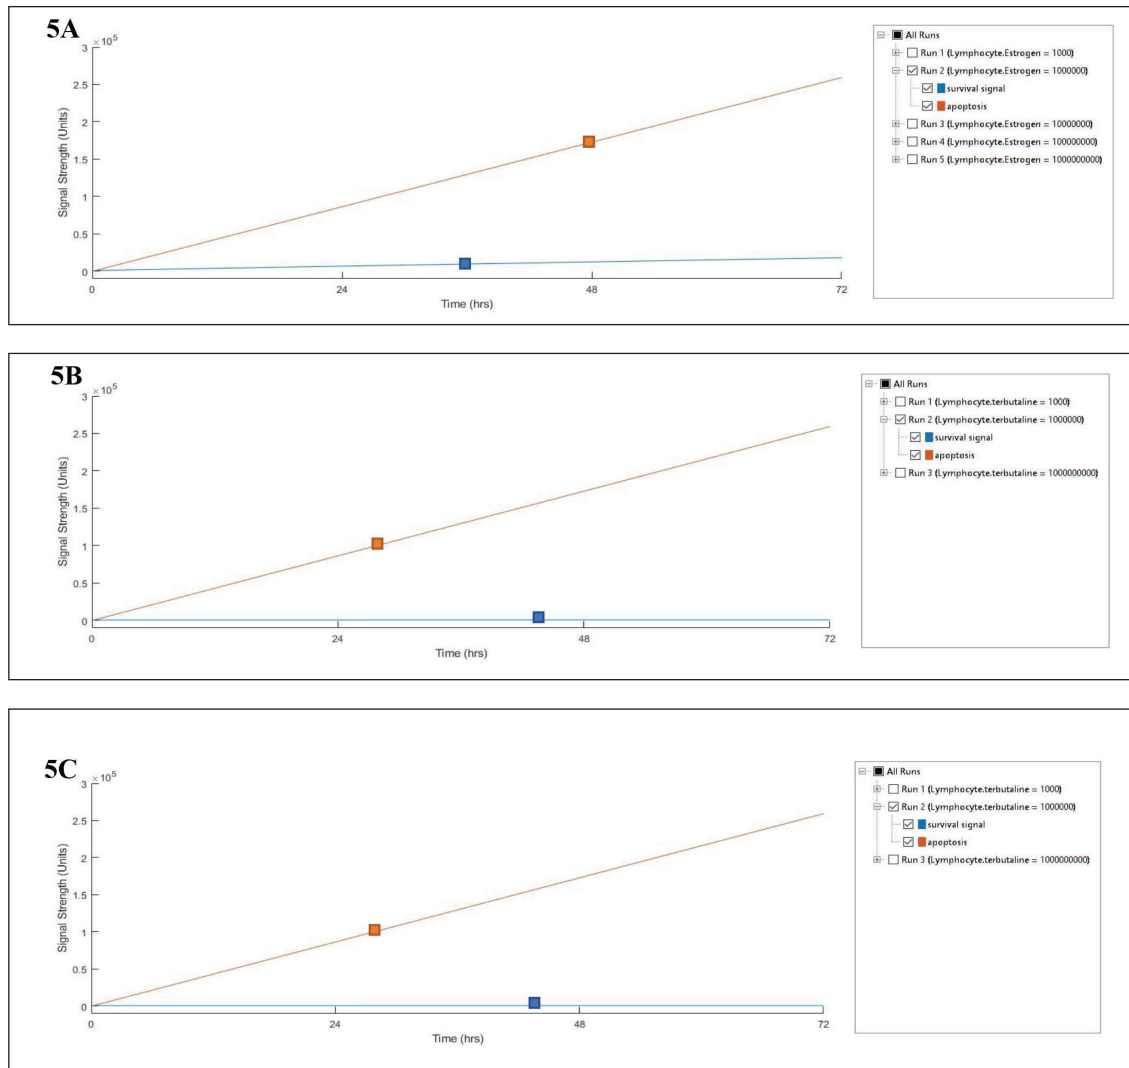 5A
×10⁵
3
2.5
2
1.5
1
0.5
0
Signal Strength (Units)
0 24 48 72
Time (hrs)
All Runs
Run 1 (Lymphocyte.Estrogen = 1000)
Run 2 (Lymphocyte.Estrogen = 1000000)
survival signal
apoptosis
Run 3 (Lymphocyte.Estrogen = 10000000)
Run 4 (Lymphocyte.Estrogen = 100000000)
Run 5 (Lymphocyte.Estrogen = 1000000000)
5B
×10⁵
3
2.5
2
1.5
1
0.5
0
Signal Strength (Units)
0 24 48 72
Time (hrs)
All Runs
Run 1 (Lymphocyte.terbutaline = 1000)
Run 2 (Lymphocyte.terbutaline = 1000000)
survival signal
apoptosis
Run 3 (Lymphocyte.terbutaline = 1000000000)
5C
×10⁵
3
2.5
2
1.5
1
0.5
0
Signal Strength (Units)
0 24 48 72
Time (hrs)
All Runs
Run 1 (Lymphocyte.terbutaline = 1000)
Run 2 (Lymphocyte.terbutaline = 1000000)
survival signal
apoptosis
Run 3 (Lymphocyte.terbutaline = 1000000000)